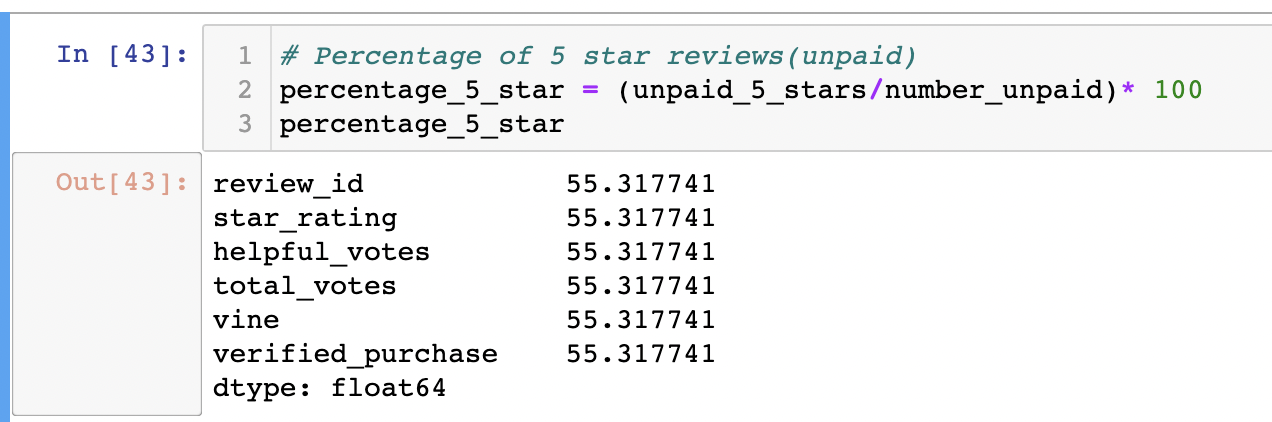 In [43]:
1 # Percentage of 5 star reviews(unpaid)
2 percentage_5_star = (unpaid_5_stars/number_unpaid)* 100
3 percentage_5_star
Out[43]:
review_id 55.317741
star_rating 55.317741
helpful_votes 55.317741
total_votes 55.317741
vine 55.317741
verified_purchase 55.317741
dtype: float64